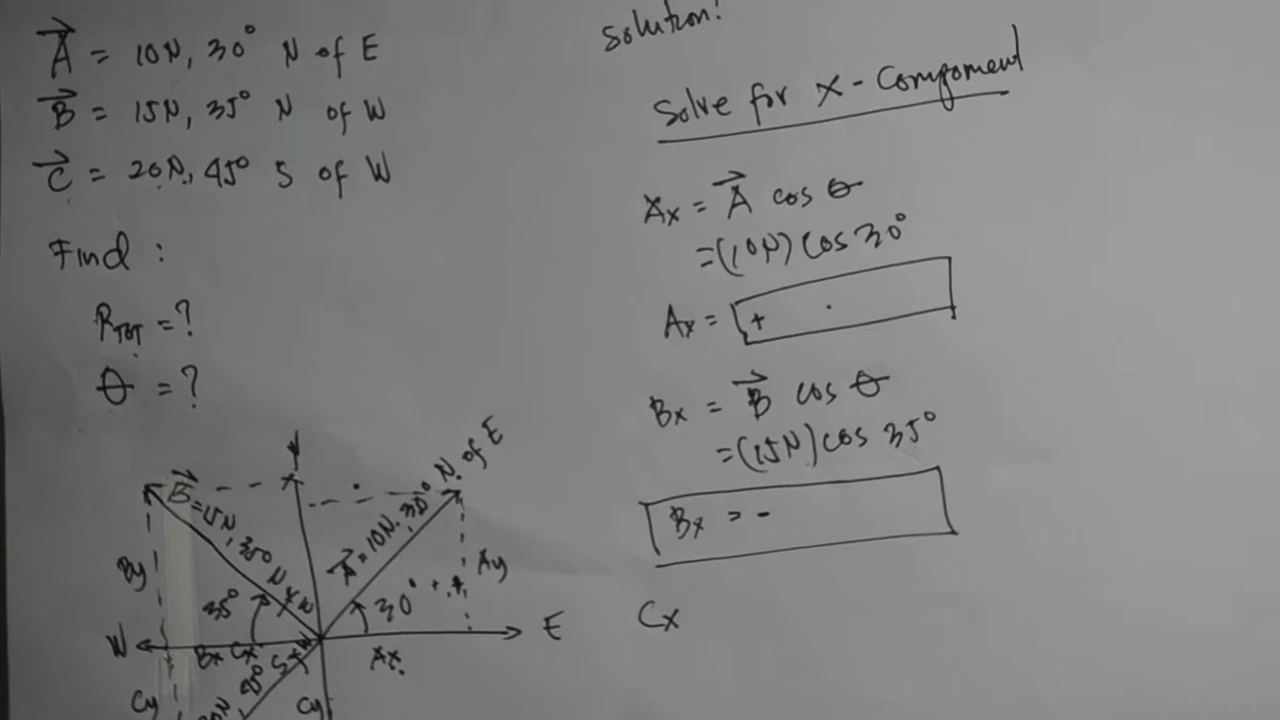 A = 10N, 30° N of E
B = 15N, 35° N of W
C = 20N, 45° S of W
Find :
RTOT = ?
θ = ?
Solution:
Solve for X-Component
Ax = A cos θ
=(10N) cos 30°
Ax = +
Bx = B cos θ
=(15N) cos 35°
Bx = -
Cx
N
B = 15N, 35° N of W
A = 10N, 30° N. of E
By
35°
30°
Ay
W
E
Bx Cx
Ax
Cy
Cy